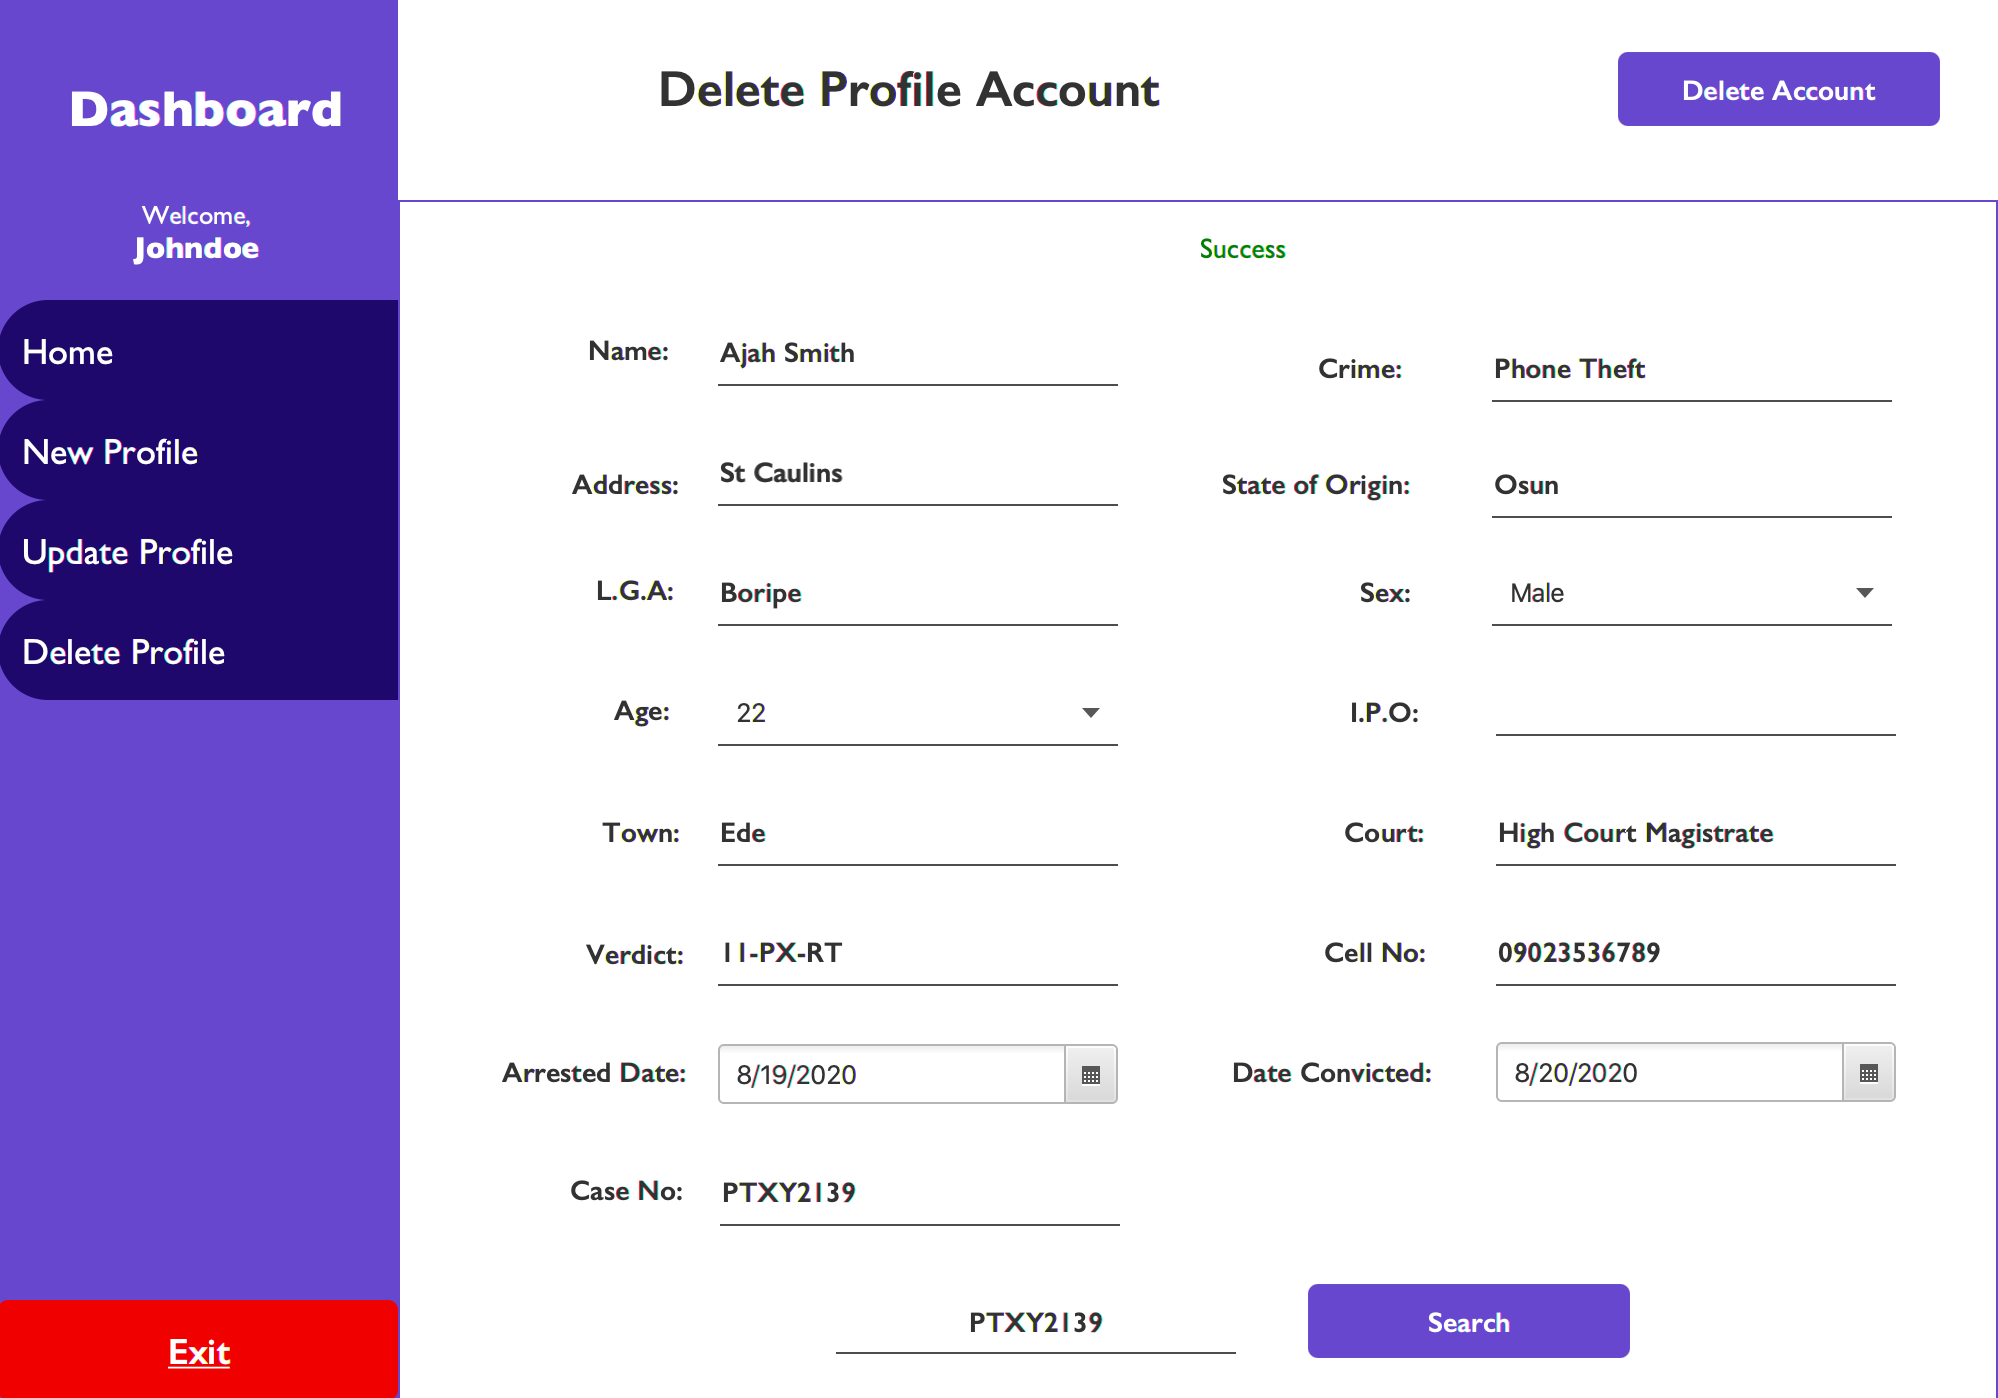 Dashboard
Welcome,
Johndoe
Home
New Profile
Update Profile
Delete Profile
Exit
Delete Profile Account
Delete Account
Success
Name: Ajah Smith
Crime: Phone Theft
Address: St Caulins
State of Origin: Osun
L.G.A: Boripe
Sex: Male
Age: 22
I.P.O:
Town: Ede
Court: High Court Magistrate
Verdict: 11-PX-RT
Cell No: 09023536789
Arrested Date: 8/19/2020
Date Convicted: 8/20/2020
Case No: PTXY2139
PTXY2139
Search